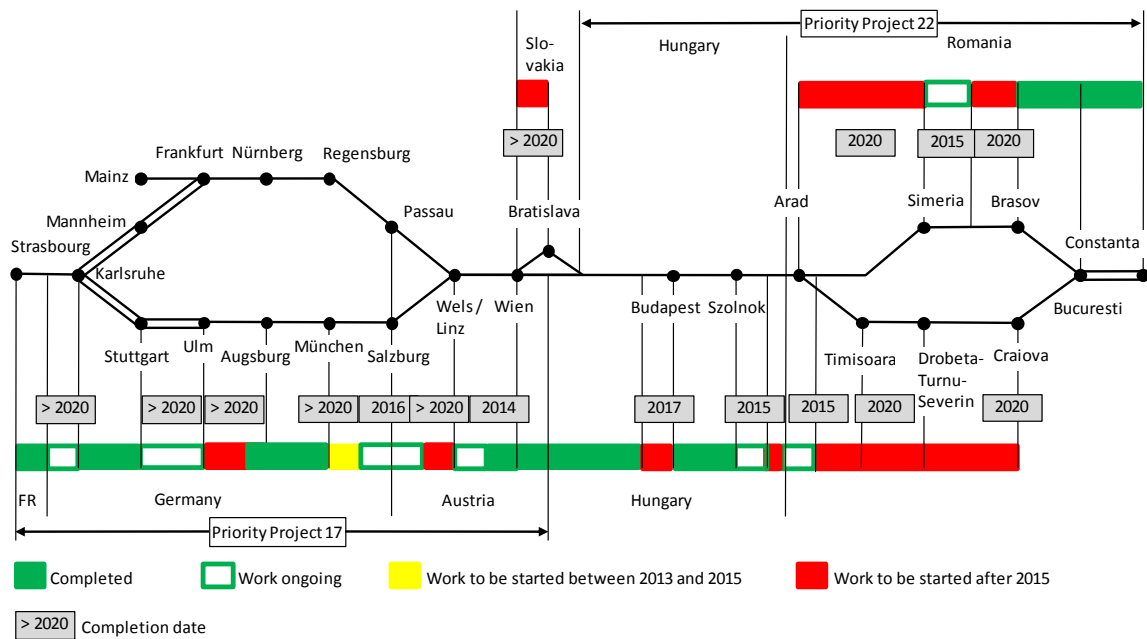 Priority Project 22
Slo-
vakia
Hungary
Romania
> 2020
2020
2015
2020
Frankfurt
Nürnberg
Regensburg
Mainz
Mannheim
Passau
Bratislava
Arad
Simeria
Brasov
Strasbourg
Karlsruhe
Constanta
Wels /
Linz
Wien
Budapest
Szolnok
Bucuresti
Stuttgart
Ulm
Augsburg
München
Salzburg
Timisoara
Drobeta-
Turnu-
Severin
Craiova
> 2020
> 2020
> 2020
> 2020
2016
> 2020
2014
2017
2015
2015
2020
2020
FR
Germany
Austria
Hungary
Priority Project 17
Completed
Work ongoing
Work to be started between 2013 and 2015
Work to be started after 2015
> 2020
Completion date